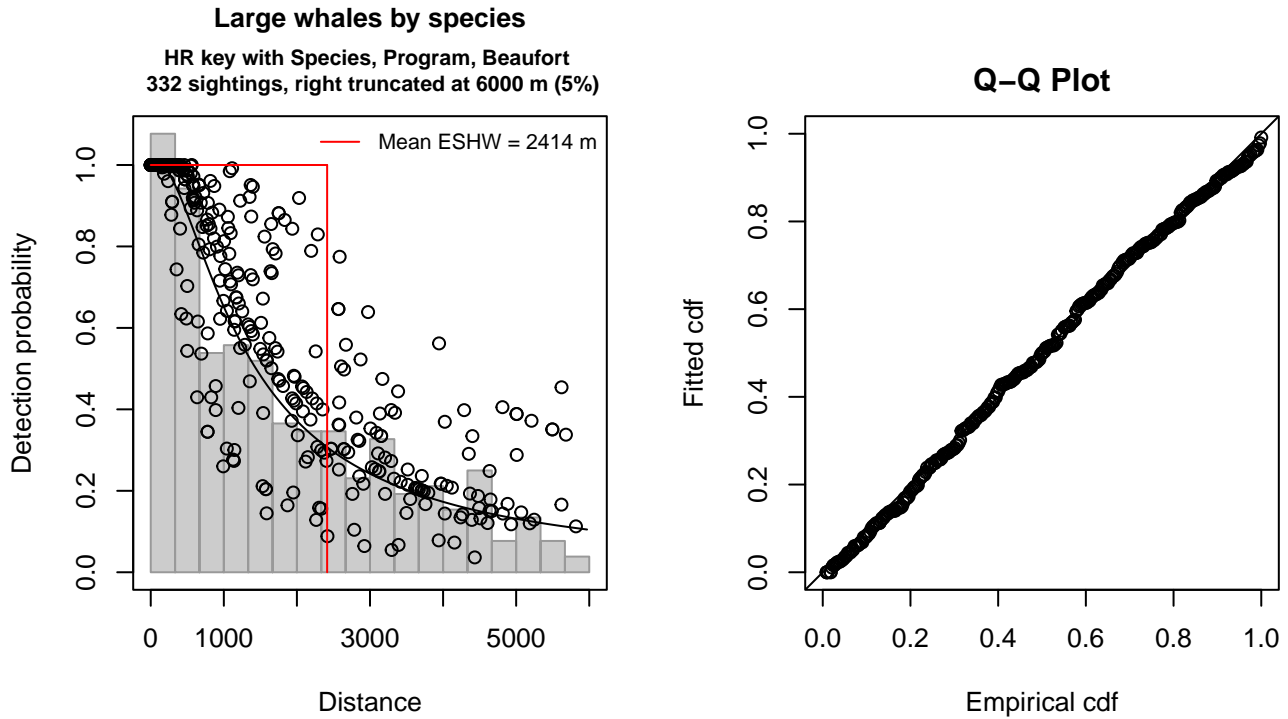 Large whales by species
HR key with Species, Program, Beaufort
332 sightings, right truncated at 6000 m (5%)
Mean ESHW = 2414 m
Detection probability
0.0
0.2
0.4
0.6
0.8
1.0
0
1000
3000
5000
Distance
Q−Q Plot
Fitted cdf
0.0
0.2
0.4
0.6
0.8
1.0
0.0
0.2
0.4
0.6
0.8
1.0
Empirical cdf